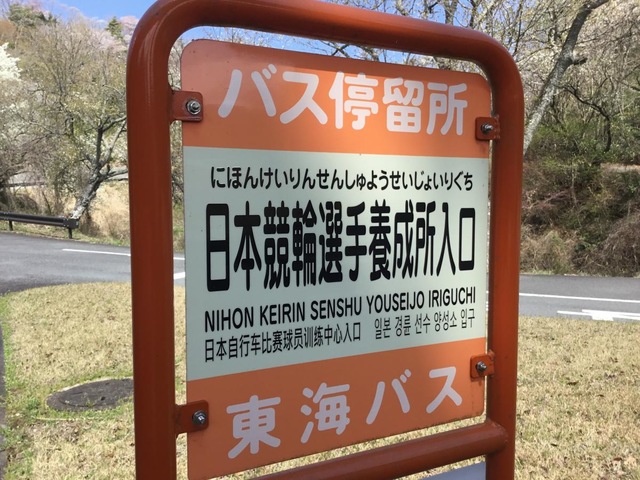 バス停留所
にほんけいりんせんしゅようせいじょいりぐち
日本競輪選手養成所入口
NIHON KEIRIN SENSHU YOUSEIJO IRIGUCHI
日本自行车比赛球员训练中心入口 일본 경륜 선수 양성소 입구
東海バス